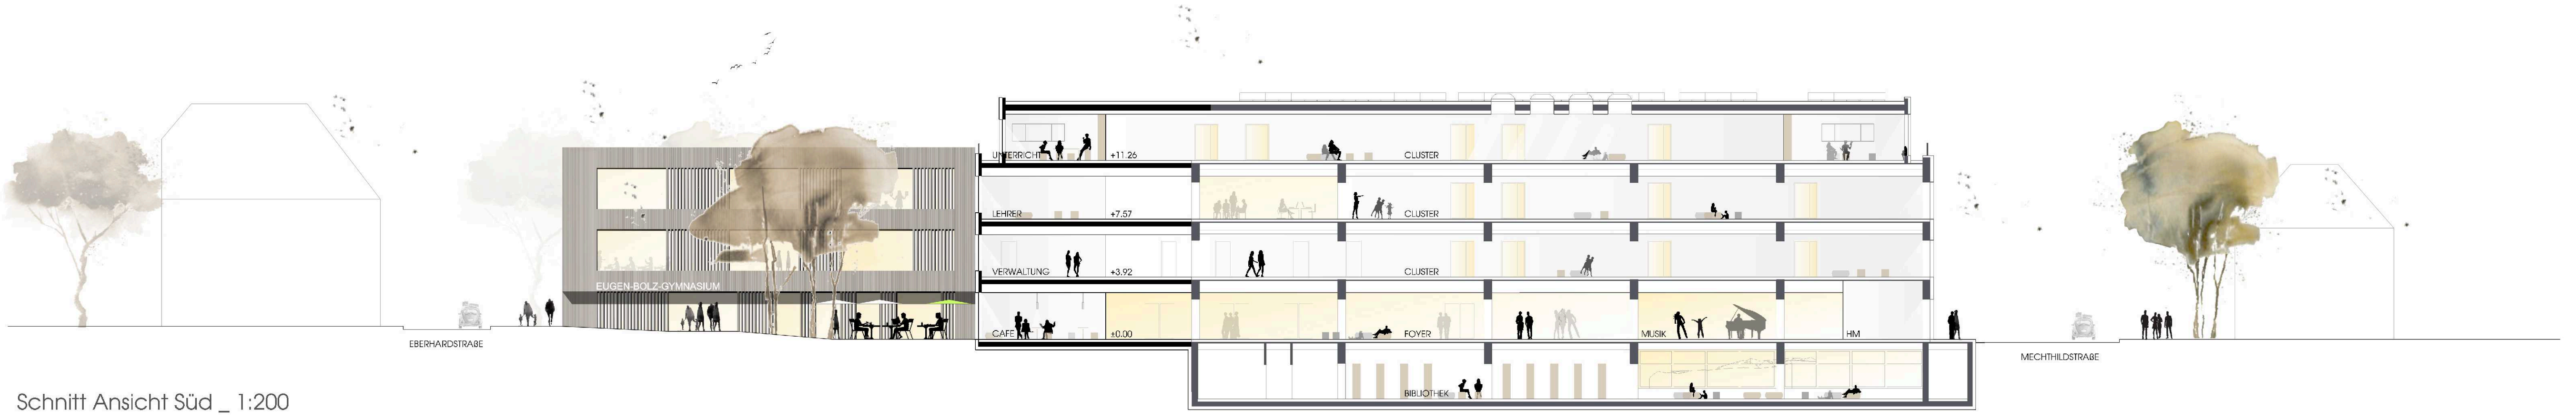 UNTERRICHT +11.26 CLUSTER
LEHRER +7.57 CLUSTER
VERWALTUNG +3.92 CLUSTER
EUGEN-BOLZ-GYMNASIUM
CAFE ±0.00 FOYER MUSIK HM
EBERHARDSTRAßE
MECHTHILDSTRAßE
BIBLIOTHEK
Schnitt Ansicht Süd _ 1:200